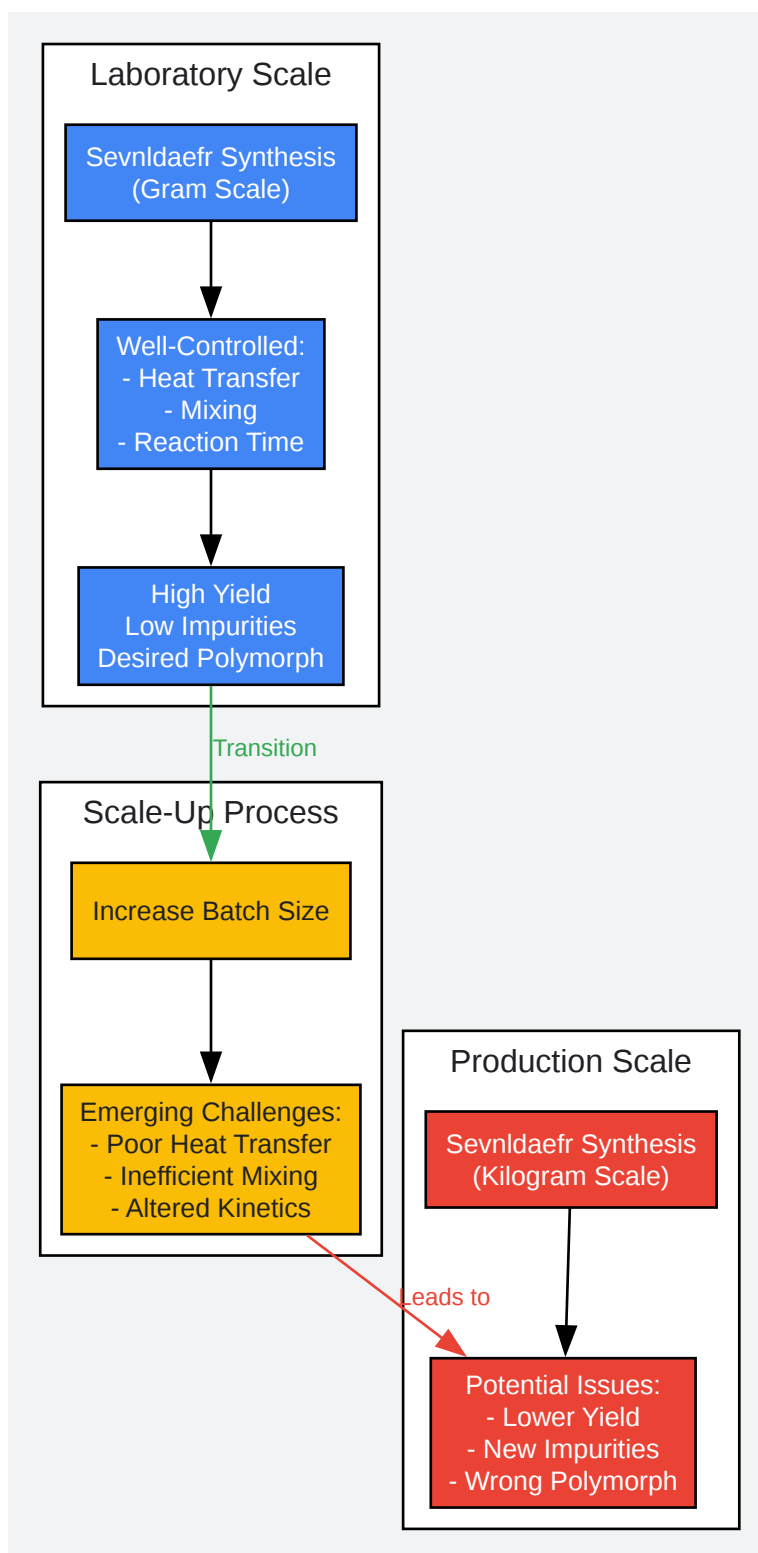 Laboratory Scale
Sevnldaefr Synthesis
(Gram Scale)
Well-Controlled:
- Heat Transfer
- Mixing
- Reaction Time
High Yield
Low Impurities
Desired Polymorph
Transition
Scale-Up Process
Increase Batch Size
Emerging Challenges:
- Poor Heat Transfer
- Inefficient Mixing
- Altered Kinetics
Leads to
Production Scale
Sevnldaefr Synthesis
(Kilogram Scale)
Potential Issues:
- Lower Yield
- New Impurities
- Wrong Polymorph